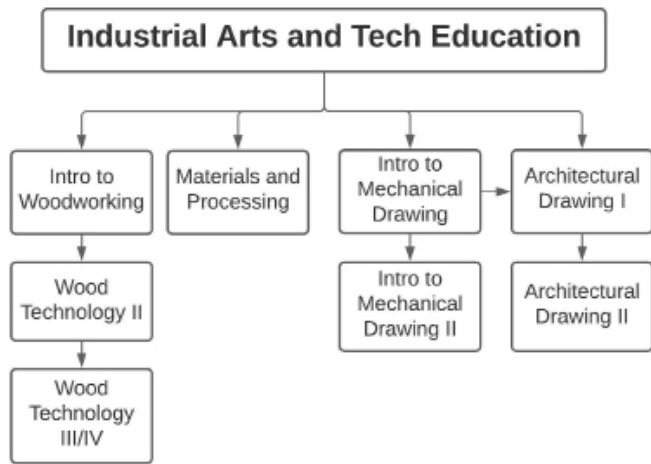 Industrial Arts and Tech Education
Intro to
Woodworking
Materials and
Processing
Intro to
Mechanical
Drawing
Architectural
Drawing I
Wood
Technology II
Intro to
Mechanical
Drawing II
Architectural
Drawing II
Wood
Technology
III/IV